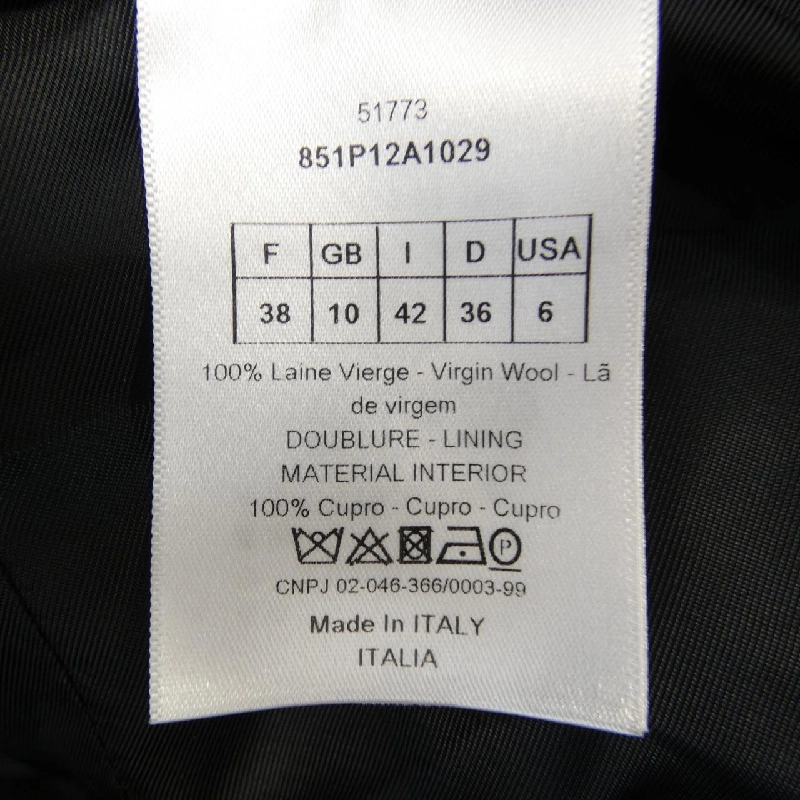 51773
851P12A1029
F GB I D USA
38 10 42 36 6
100% Laine Vierge - Virgin Wool - Lã
de virgem
DOUBLURE - LINING
MATERIAL INTERIOR
100% Cupro - Cupro - Cupro
P
CNPJ 02-046-366/0003-99
Made In ITALY
ITALIA